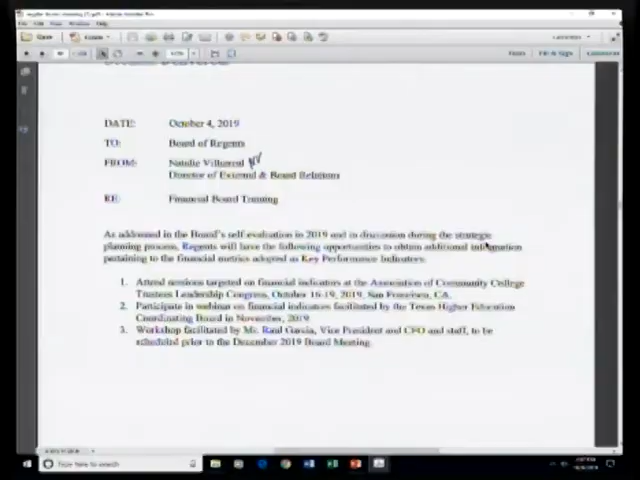 DATE: October 4, 2019
TO: Board of Regents
FROM: Natalie Villarreal NV
Director of External & Board Relations
RE: Financial Board Training
As addressed in the Board's self-evaluation in 2019 and in discussion during the strategic
planning process, Regents will have the following opportunities to obtain additional information
pertaining to the financial metrics adopted as Key Performance Indicators.
1. Attend sessions targeted on financial indicators at the Association of Community College
Trustees Leadership Congress, October 16-19, 2019, San Francisco, CA.
2. Participate in webinar on financial indicators facilitated by the Texas Higher Education
Coordinating Board in November, 2019
3. Workshop facilitated by Mr. Raul Garcia, Vice President and CFO and staff, to be
scheduled prior to the December 2019 Board Meeting.
Type here to search